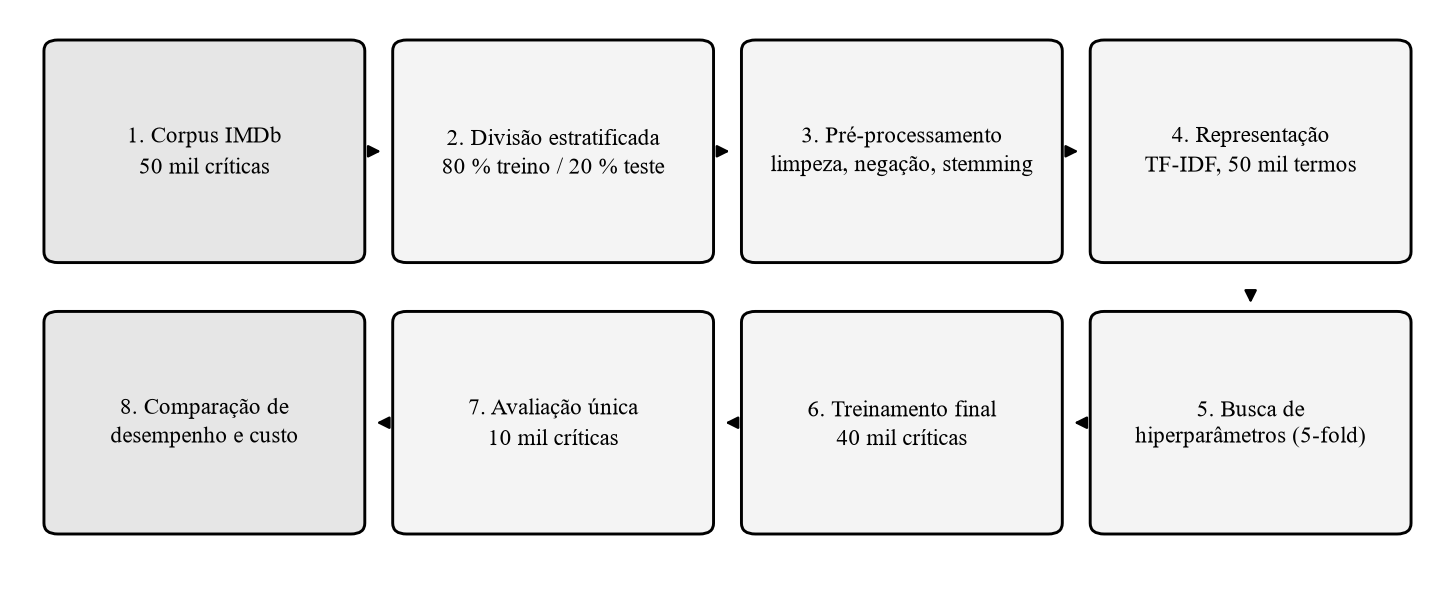 1. Corpus IMDb
50 mil críticas
2. Divisão estratificada
80 % treino / 20 % teste
3. Pré-processamento
limpeza, negação, stemming
4. Representação
TF-IDF, 50 mil termos
5. Busca de
hiperparâmetros (5-fold)
6. Treinamento final
40 mil críticas
7. Avaliação única
10 mil críticas
8. Comparação de
desempenho e custo